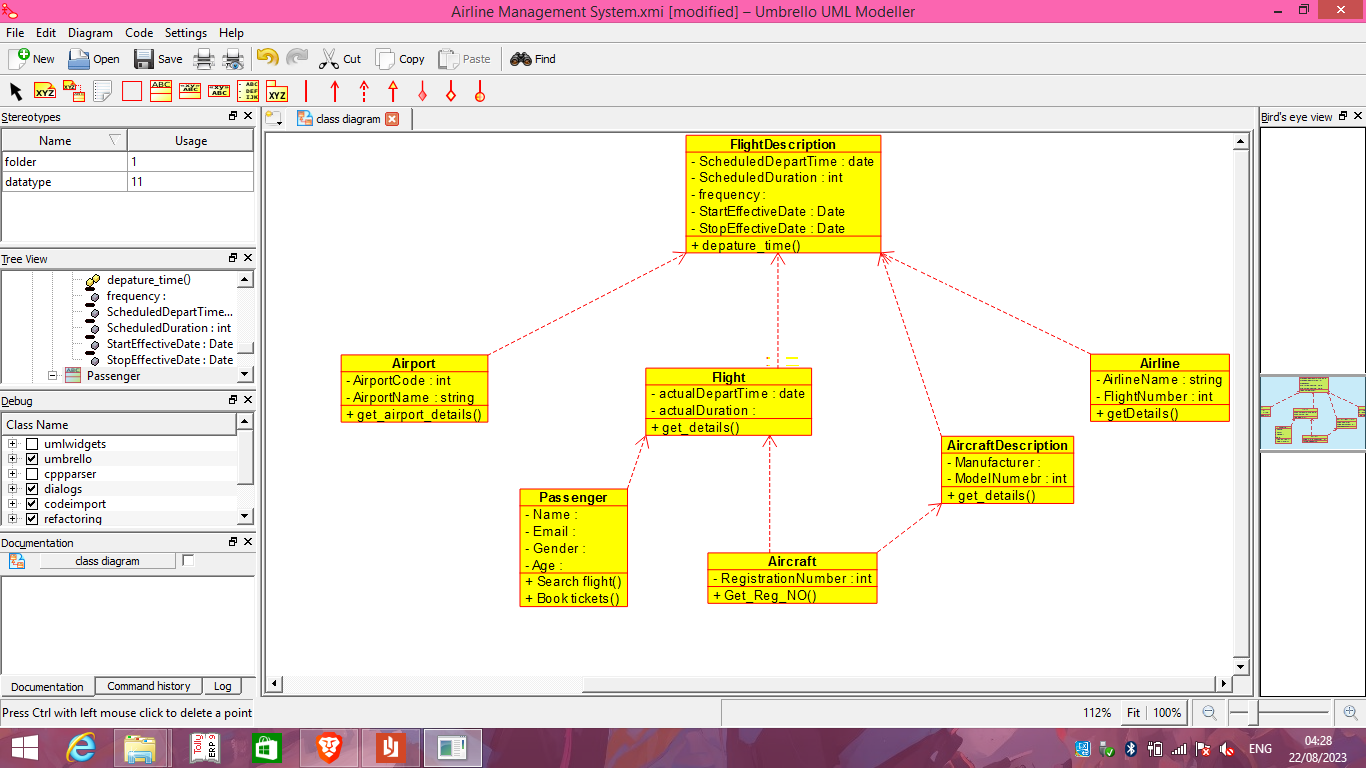 Airline Management System.xmi [modified] – Umbrello UML Modeller
File Edit Diagram Code Settings Help
New Open Save Undo Cut Copy Paste Find
Stereotypes
Name Usage
folder 1
datatype 11
Tree View
depature_time()
frequency :
ScheduledDepartTime...
ScheduledDuration : int
StartEffectiveDate : Date
StopEffectiveDate : Date
Passenger
Debug
Class Name
umlwidgets
umbrello
cppparser
dialogs
codeimport
refactoring
Documentation
class diagram
Documentation Command history Log
Press Ctrl with left mouse click to delete a point
class diagram
FlightDescription
- ScheduledDepartTime : date
- ScheduledDuration : int
- frequency :
- StartEffectiveDate : Date
- StopEffectiveDate : Date
+ depature_time()
Airport
- AirportCode : int
- AirportName : string
+ get_airport_details()
Flight
- actualDepartTime : date
- actualDuration :
+ get_details()
Airline
- AirlineName : string
- FlightNumber : int
+ getDetails()
AircraftDescription
- Manufacturer :
- ModelNumebr : int
+ get_details()
Passenger
- Name :
- Email :
- Gender :
- Age :
+ Search flight()
+ Book tickets()
Aircraft
- RegistrationNumber : int
+ Get_Reg_NO()
Bird's eye view
112% Fit 100%
Tally
ERP 9
ENG
04:28
22/08/2023